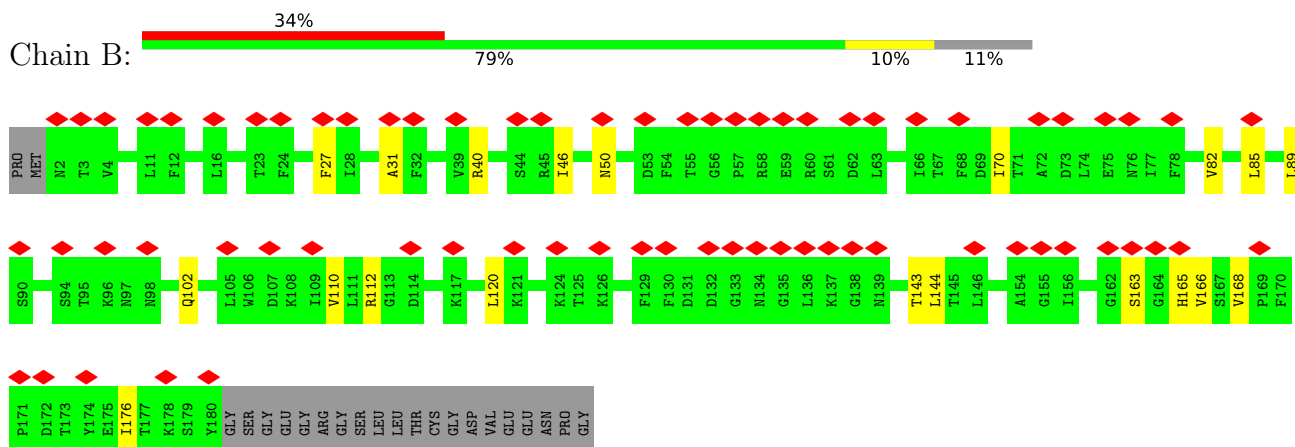 34%
Chain B:
79% 10% 11%
PRO MET N2 T3 V4 L11 F12 L16 T23 F24 F27 I28 A31 F32 V39 R40 S44 R45 I46 N50 D53 F54 T55 G56 P57 R58 E59 R60 S61 D62 L63 I66 T67 F68 D69 I70 T71 A72 D73 L74 E75 N76 I77 F78 V82 L85 L89
S90 S94 T95 K96 N97 N98 Q102 L105 W106 D107 K108 I109 V110 L111 R112 G113 D114 K117 L120 K121 K124 T125 K126 F129 F130 D131 D132 G133 N134 G135 L136 K137 G138 N139 T143 L144 T145 L146 A154 G155 I156 G162 S163 G164 H165 V166 S167 V168 P169 F170
P171 D172 T173 Y174 E175 I176 T177 K178 S179 Y180 GLY SER GLY GLU GLY ARG GLY SER LEU LEU THR CYS GLY ASP VAL GLU GLU ASN PRO GLY